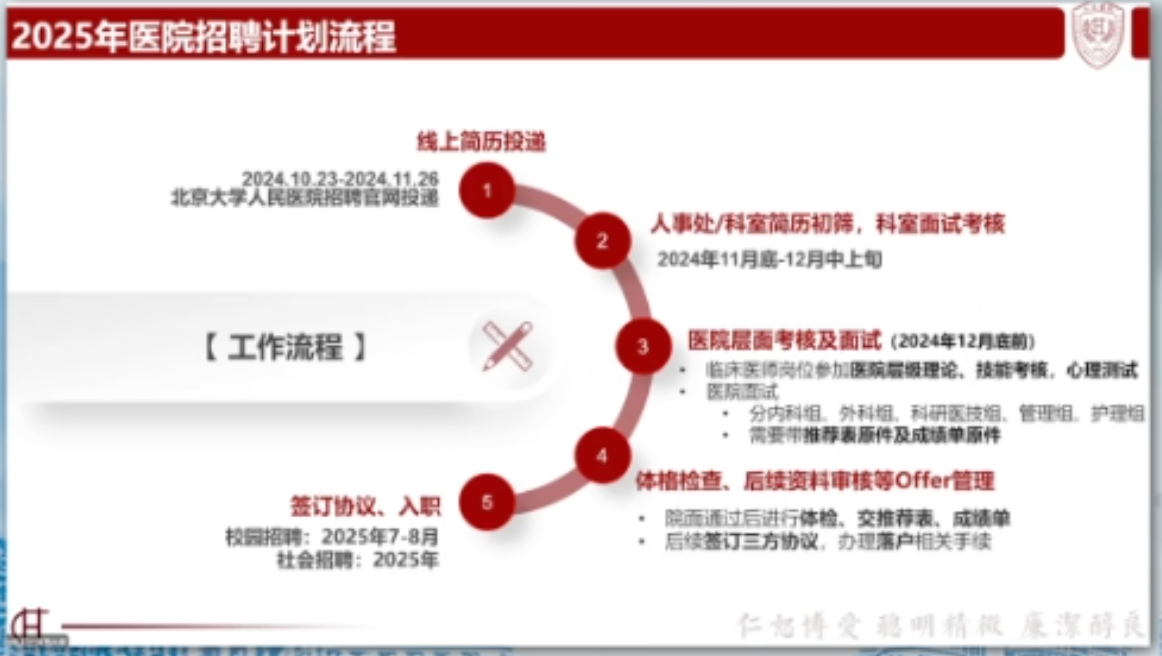 2025年医院招聘计划流程
线上简历投递
2024.10.23-2024.11.26
北京大学人民医院招聘官网投递
1
2
人事处/科室简历初筛，科室面试考核
2024年11月底-12月中上旬
【 工作流程 】
3
医院层面考核及面试（2024年12月底前）
• 临床医师岗位参加医院层级理论、技能考核，心理测试
• 医院面试
• 分内科组、外科组、科研医技组、管理组、护理组
• 需要带推荐表原件及成绩单原件
4
体格检查、后续资料审核等Offer管理
• 院面通过后进行体检、交推荐表、成绩单
• 后续签订三方协议，办理落户相关手续
5
签订协议、入职
校园招聘：2025年7-8月
社会招聘：2025年
仁恕博爱 聪明精微 廉潔醇良